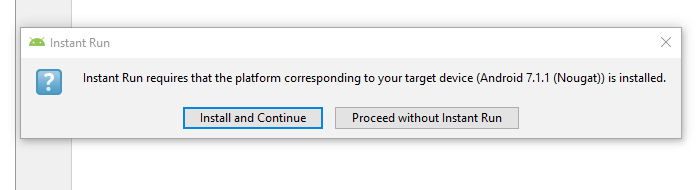 Instant Run
Instant Run requires that the platform corresponding to your target device (Android 7.1.1 (Nougat)) is installed.
Install and Continue
Proceed without Instant Run